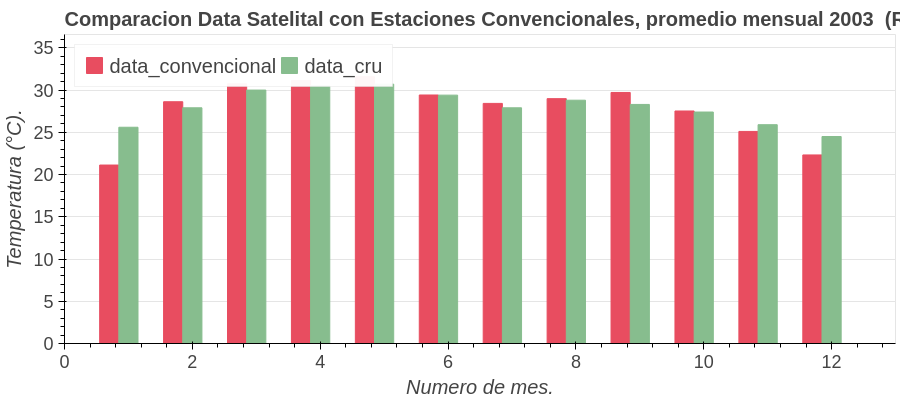 Comparacion Data Satelital con Estaciones Convencionales, promedio mensual 2003 (R
data_convencional data_cru
35
30
25
20
15
10
5
0
Temperatura (°C).
0 2 4 6 8 10 12
Numero de mes.